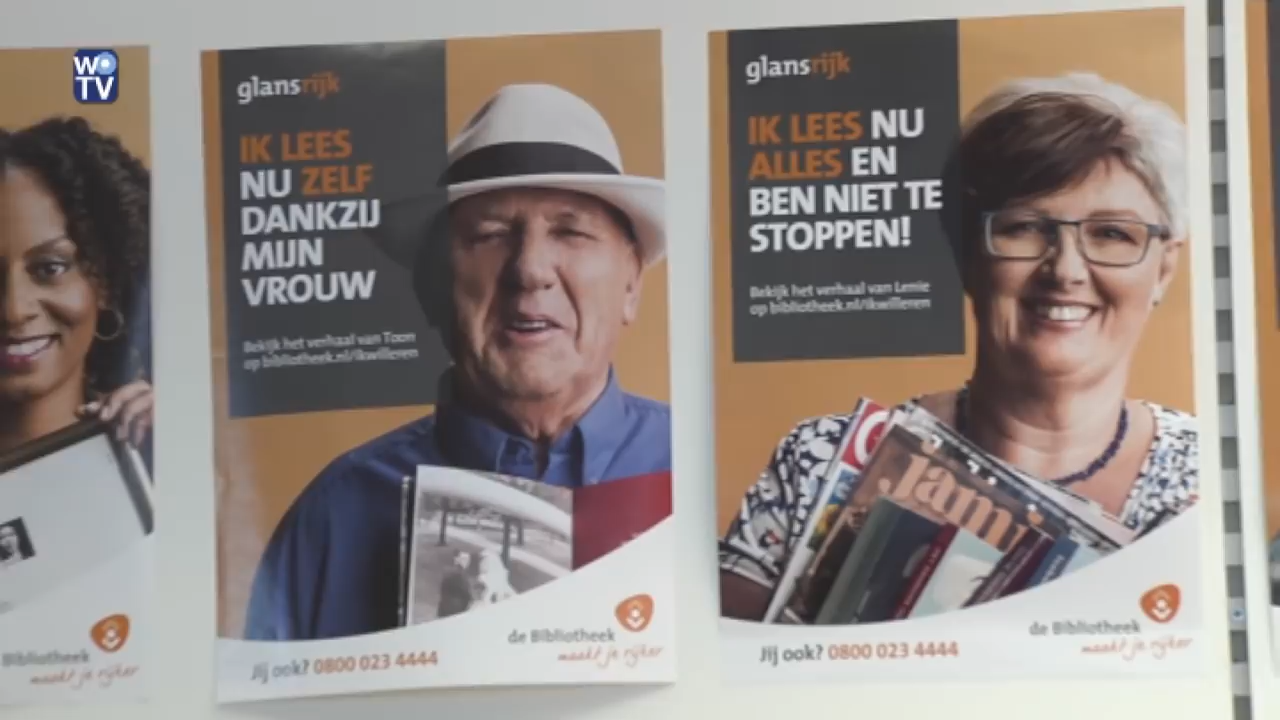 WTV
glansrijk
IK LEES
NU ZELF
DANKZIJ
MIJN
VROUW
Bekijk het verhaal van Toon
op bibliotheek.nl/ikwilleren
Jij ook? 0800 023 4444
de Bibliotheek
maakt je rijker
glansrijk
IK LEES NU
ALLES EN
BEN NIET TE
STOPPEN!
Bekijk het verhaal van Lenie
op bibliotheek.nl/ikwilleren
Jami
Jij ook? 0800 023 4444
de Bibliotheek
maakt je rijker
Bibliotheek
maakt je rijker